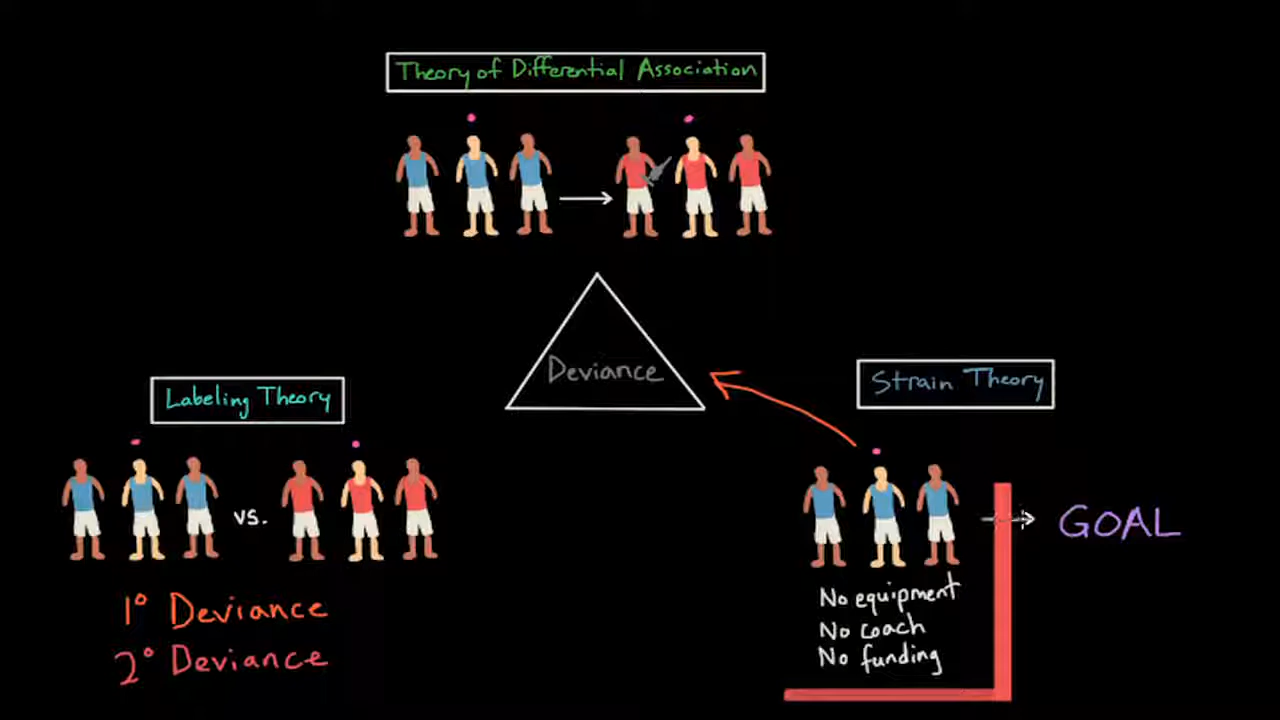 Theory of Differential Association
Deviance
Labeling Theory
vs.
1° Deviance
2° Deviance
Strain Theory
GOAL
No equipment
No coach
No funding